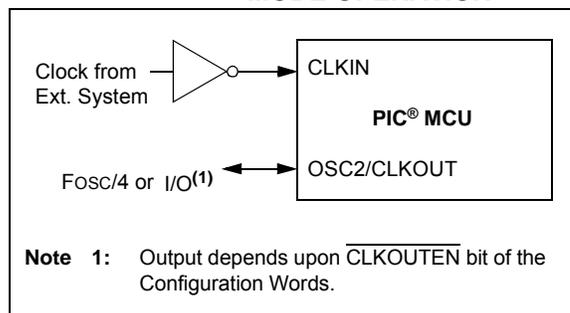 Clock from
Ext. System
CLKIN
PIC® MCU
FOSC/4 or I/O(1)
OSC2/CLKOUT
Note 1: Output depends upon CLKOUTEN bit of the
Configuration Words.